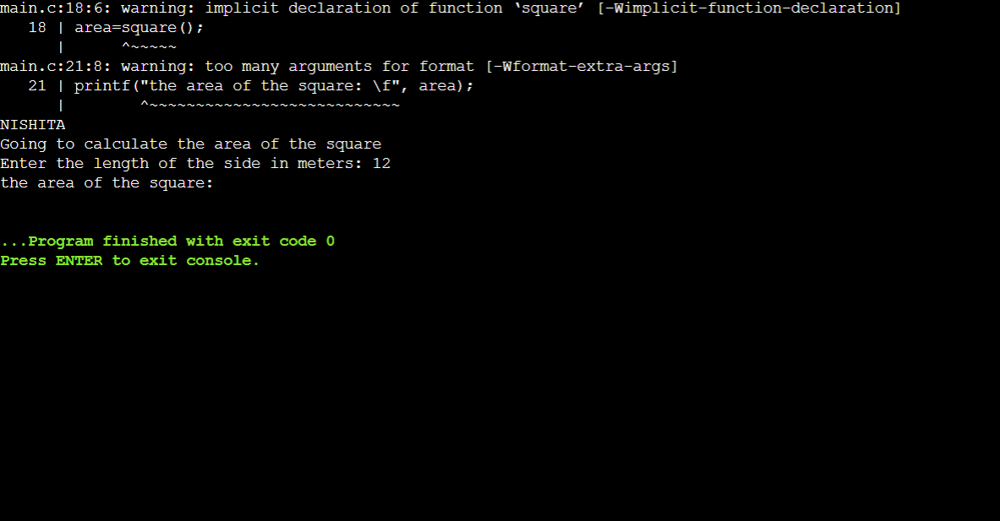 main.c:18:6: warning: implicit declaration of function ‘square’ [-Wimplicit-function-declaration]
   18 | area=square();
      |      ^~~~~~
main.c:21:8: warning: too many arguments for format [-Wformat-extra-args]
   21 | printf("the area of the square: \f", area);
      |        ^~~~~~~~~~~~~~~~~~~~~~~~~~~~
NISHITA
Going to calculate the area of the square
Enter the length of the side in meters: 12
the area of the square:
...Program finished with exit code 0
Press ENTER to exit console.